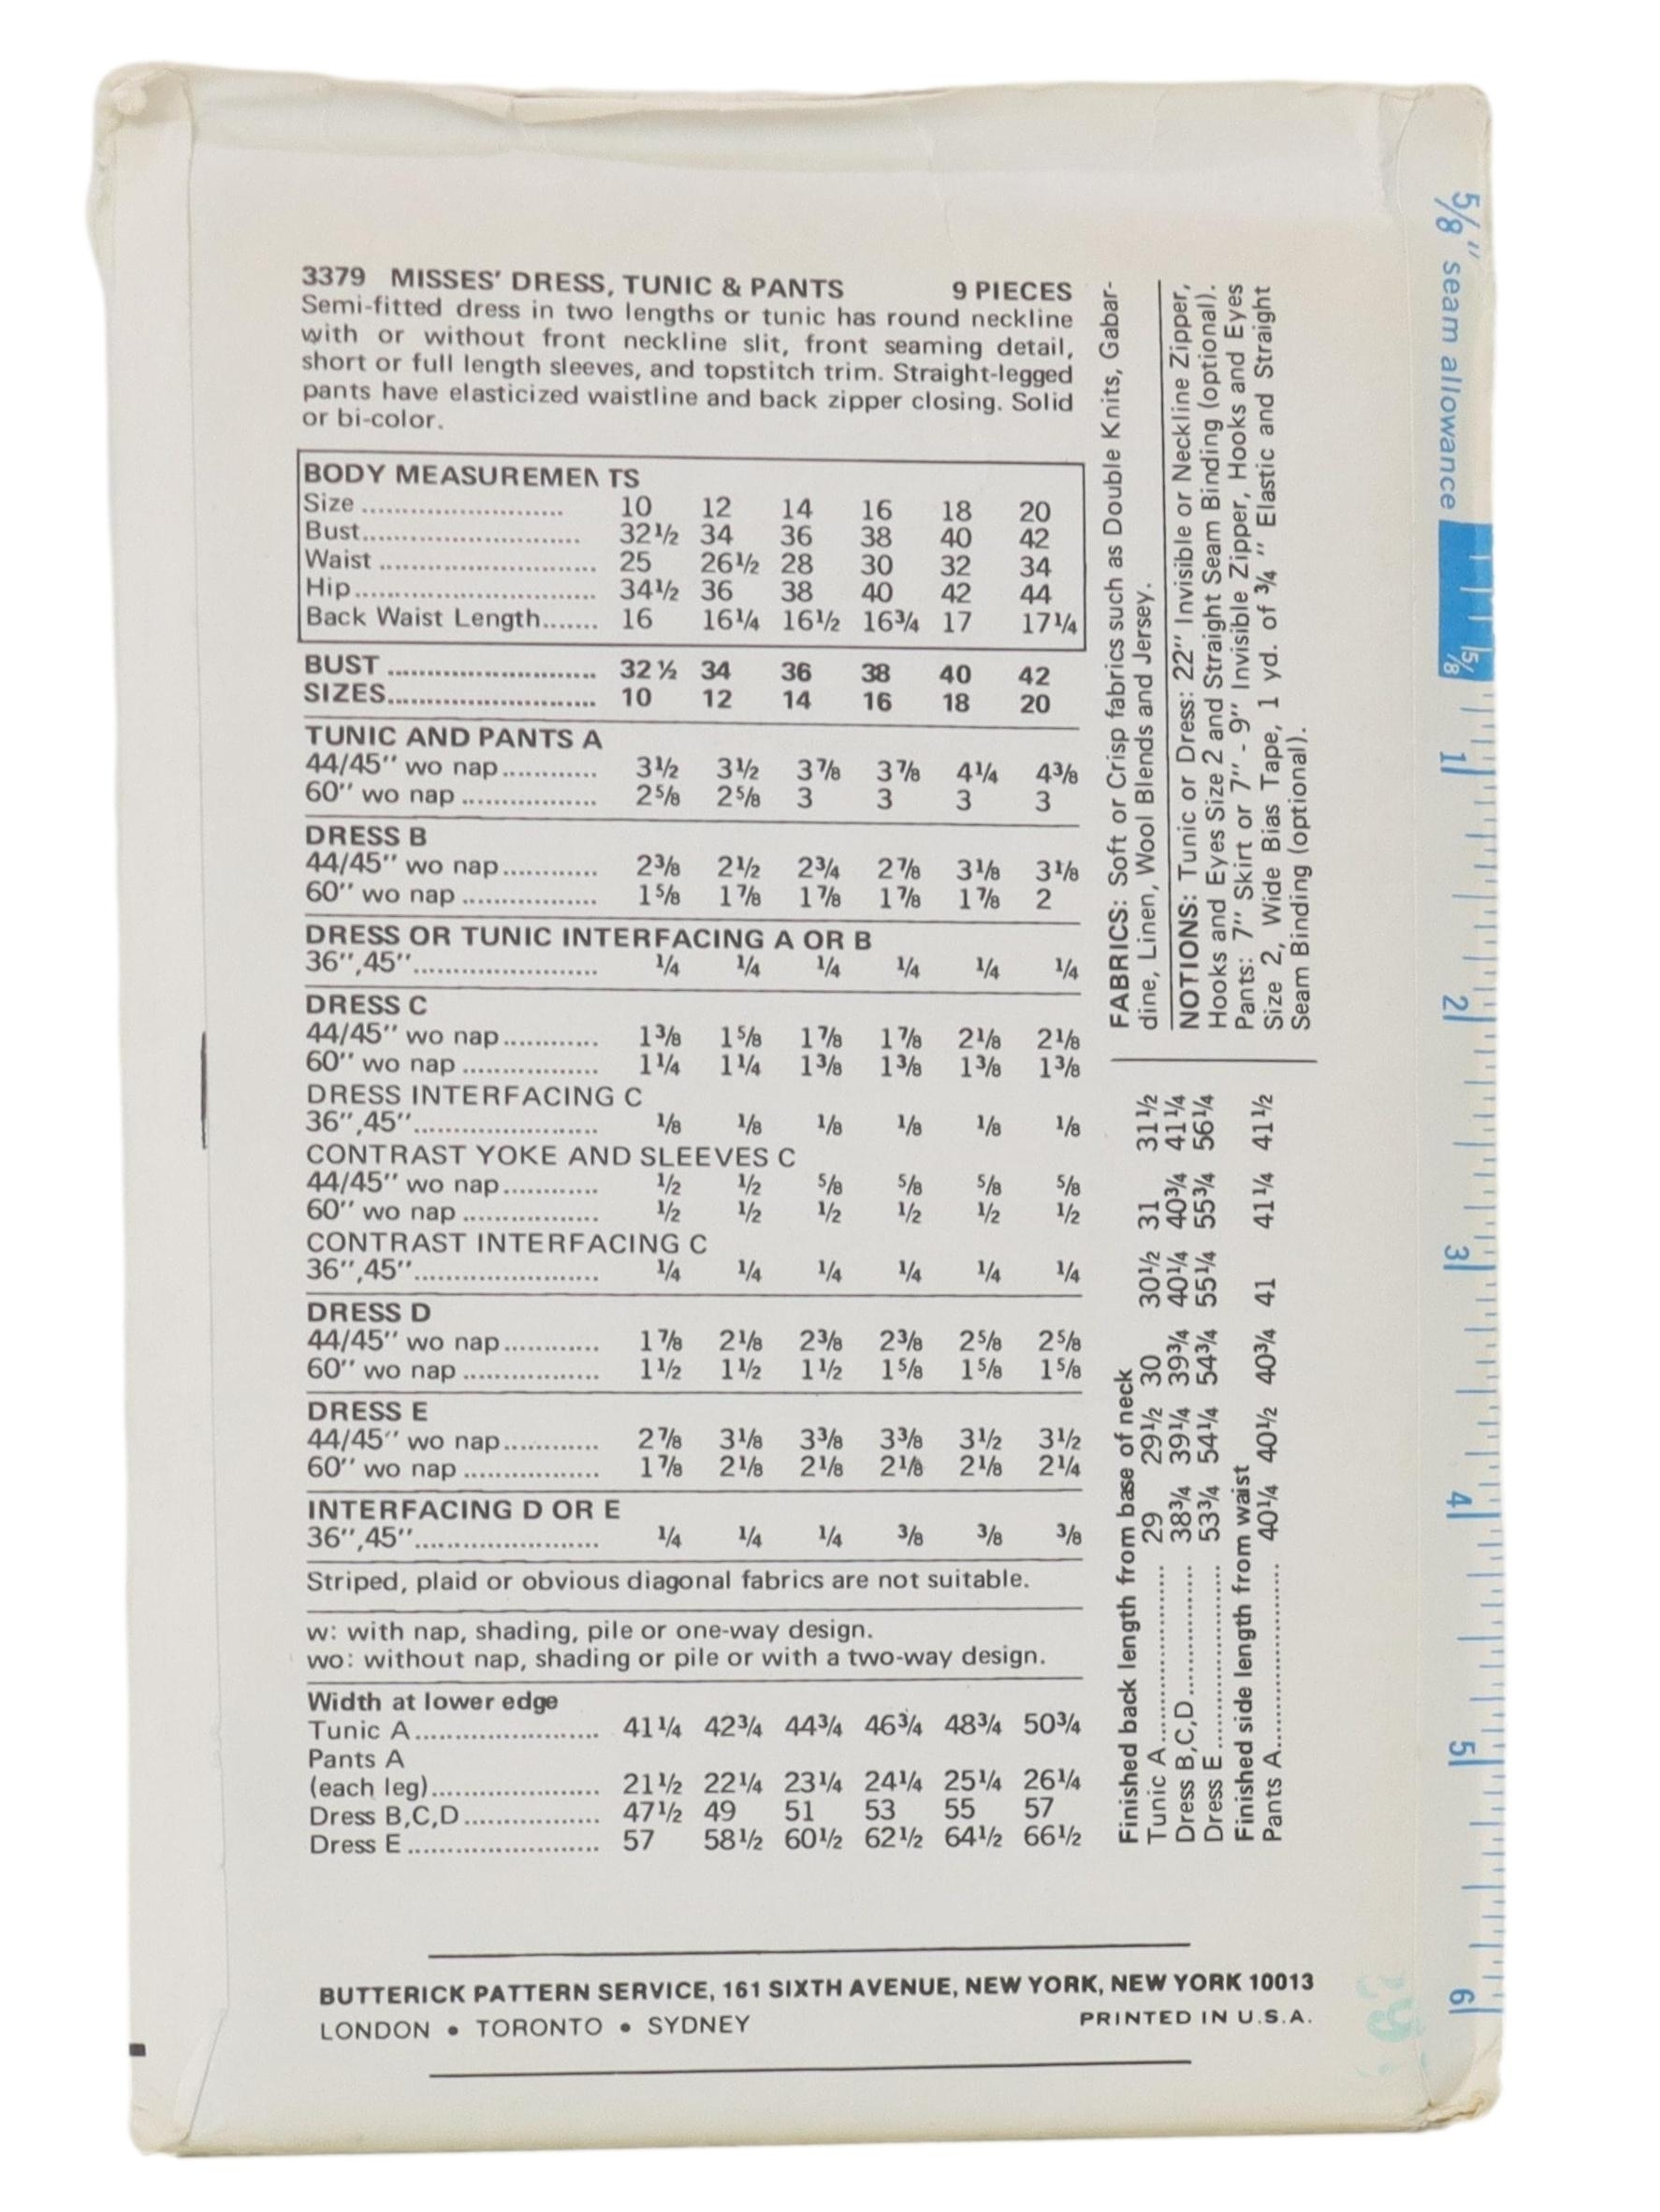 3379 MISSES' DRESS, TUNIC & PANTS 9 PIECES
Semi-fitted dress in two lengths or tunic has round neckline
with or without front neckline slit, front seaming detail,
short or full length sleeves, and topstitch trim. Straight-legged
pants have elasticized waistline and back zipper closing. Solid
or bi-color.
BODY MEASUREMENTS
Size ......................... 10 12 14 16 18 20
Bust........................... 32½ 34 36 38 40 42
Waist ........................... 25 26½ 28 30 32 34
Hip.............................. 34½ 36 38 40 42 44
Back Waist Length....... 16 16¼ 16½ 16¾ 17 17¼
BUST .......................... 32 ½ 34 36 38 40 42
SIZES.......................... 10 12 14 16 18 20
TUNIC AND PANTS A
44/45'' wo nap............ 3½ 3½ 3⅞ 3⅞ 4¼ 4⅜
60'' wo nap ................. 2⅝ 2⅝ 3 3 3 3
DRESS B
44/45'' wo nap............ 2⅜ 2½ 2¾ 2⅞ 3⅛ 3⅛
60'' wo nap ................. 1⅝ 1⅞ 1⅞ 1⅞ 1⅞ 2
DRESS OR TUNIC INTERFACING A OR B
36'',45''....................... ¼ ¼ ¼ ¼ ¼ ¼
DRESS C
44/45'' wo nap............ 1⅜ 1⅝ 1⅞ 1⅞ 2⅛ 2⅛
60'' wo nap ................. 1¼ 1¼ 1⅜ 1⅜ 1⅜ 1⅜
DRESS INTERFACING C
36'',45''....................... ⅛ ⅛ ⅛ ⅛ ⅛ ⅛
CONTRAST YOKE AND SLEEVES C
44/45'' wo nap............ ½ ½ ⅝ ⅝ ⅝ ⅝
60'' wo nap ................. ½ ½ ½ ½ ½ ½
CONTRAST INTERFACING C
36'',45''....................... ¼ ¼ ¼ ¼ ¼ ¼
DRESS D
44/45'' wo nap............ 1⅞ 2⅛ 2⅜ 2⅜ 2⅝ 2⅝
60'' wo nap ................. 1½ 1½ 1½ 1⅝ 1⅝ 1⅝
DRESS E
44/45'' wo nap............ 2⅞ 3⅛ 3⅜ 3⅜ 3½ 3½
60'' wo nap ................. 1⅞ 2⅛ 2⅛ 2⅛ 2⅛ 2¼
INTERFACING D OR E
36'',45''....................... ¼ ¼ ¼ ⅜ ⅜ ⅜
Striped, plaid or obvious diagonal fabrics are not suitable.
w: with nap, shading, pile or one-way design.
wo: without nap, shading or pile or with a two-way design.
Width at lower edge
Tunic A....................... 41¼ 42¾ 44¾ 46¾ 48¾ 50¾
Pants A
(each leg)..................... 21½ 22¼ 23¼ 24¼ 25¼ 26¼
Dress B,C,D................. 47½ 49 51 53 55 57
Dress E ........................ 57 58½ 60½ 62½ 64½ 66½
FABRICS: Soft or Crisp fabrics such as Double Knits, Gabar-
dine, Linen, Wool Blends and Jersey.
NOTIONS: Tunic or Dress: 22'' Invisible or Neckline Zipper,
Hooks and Eyes Size 2 and Straight Seam Binding (optional).
Pants: 7'' Skirt or 7'' - 9'' Invisible Zipper, Hooks and Eyes
Size 2, Wide Bias Tape, 1 yd. of ¾ '' Elastic and Straight
Seam Binding (optional).
Finished back length from base of neck
Tunic A....................... 29 29½ 30 30½ 31 31½
Dress B,C,D................. 38¾ 39¼ 39¾ 40¼ 40¾ 41¼
Dress E ........................ 53¾ 54¼ 54¾ 55¼ 55¾ 56¼
Finished side length from waist
Pants A....................... 40¼ 40½ 40¾ 41 41¼ 41½
BUTTERICK PATTERN SERVICE, 161 SIXTH AVENUE, NEW YORK, NEW YORK 10013
LONDON • TORONTO • SYDNEY PRINTED IN U.S.A.
5/8'' seam allowance
5/8
1
2
3
4
5
6